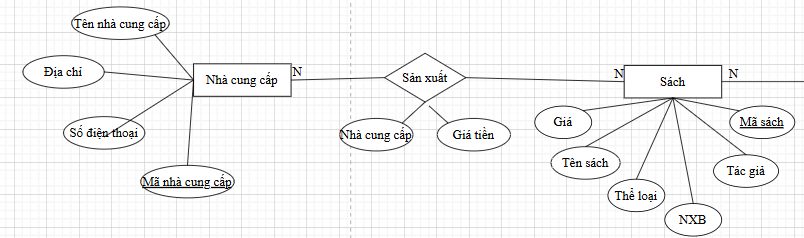 Tên nhà cung cấp
Địa chỉ
Số điện thoại
Mã nhà cung cấp
Nhà cung cấp
N
Sản xuất
Nhà cung cấp
Giá tiền
N
Sách
N
Giá
Tên sách
Thể loại
NXB
Tác giả
Mã sách